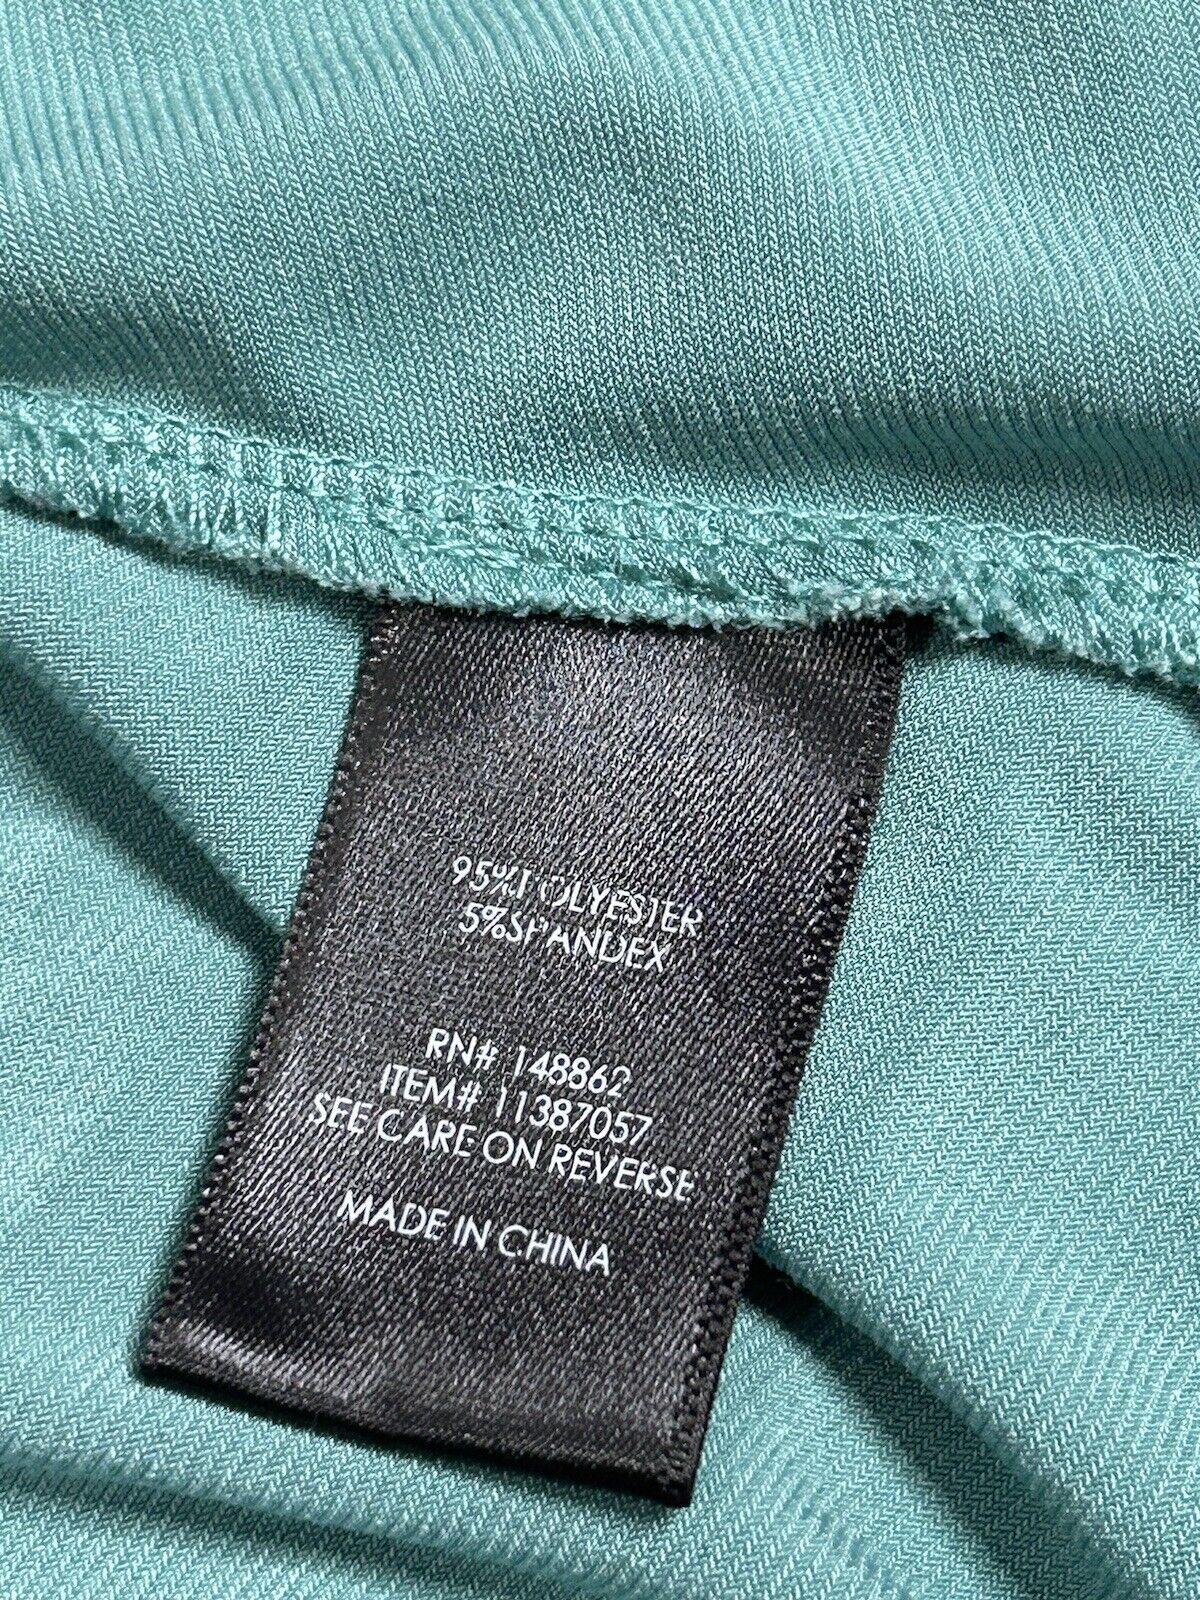 95%POLYESTER
5%SPANDEX
RN# 148862
ITEM# 11387057
SEE CARE ON REVERSE
MADE IN CHINA